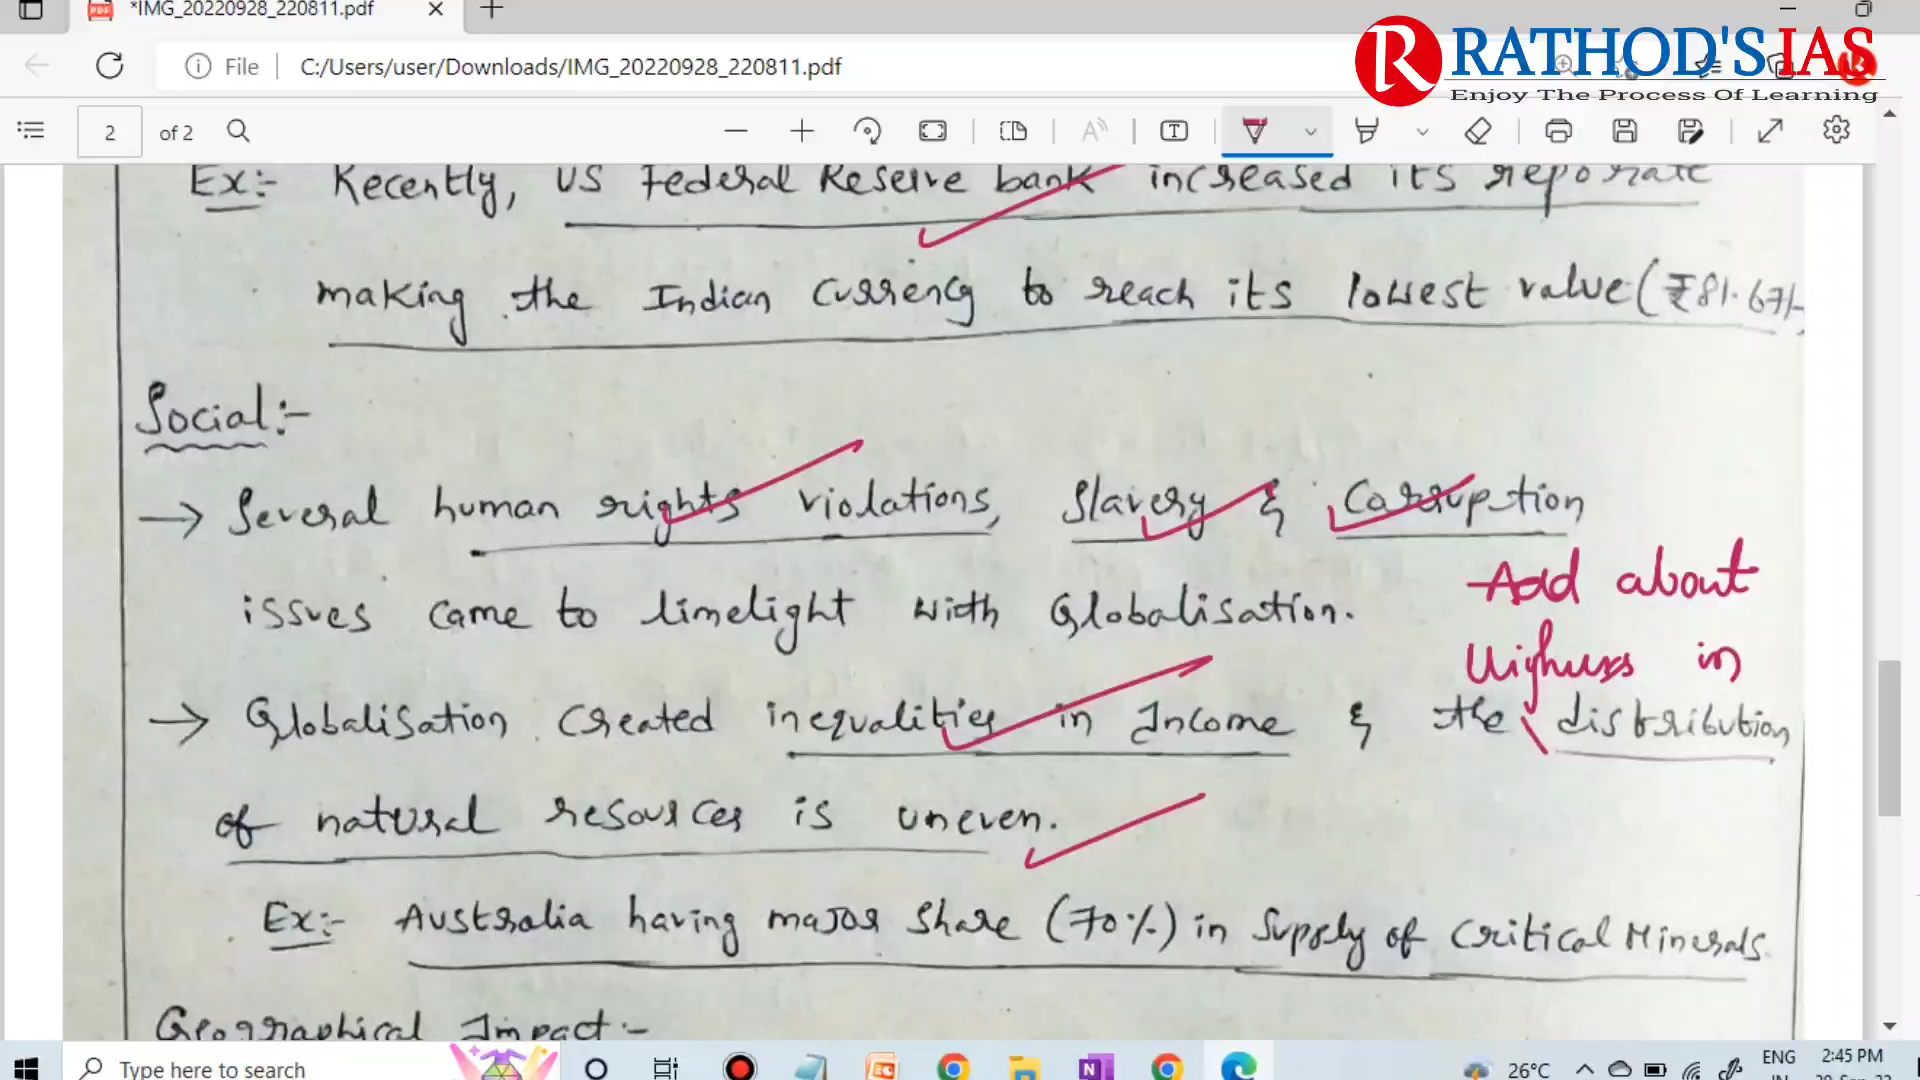 *IMG_20220928_220811.pdf
File C:/Users/user/Downloads/IMG_20220928_220811.pdf
RATHOD'S IAS
Enjoy The Process Of Learning
2 of 2
Ex:- Recently, US Federal Reserve bank increased its repo rate
making the Indian currency to reach its lowest value (₹81.67/-
Social:-
→ Several human rights violations, Slavery & Corruption
issues came to limelight with Globalisation.
Add about
Uighurs in
→ Globalisation created inequalities in Income & the distribution
of natural resources is uneven.
Ex:- Australia having major share (70%) in supply of critical Minerals.
Geographical Impact:-
Type here to search
26°C
ENG
IN
2:45 PM